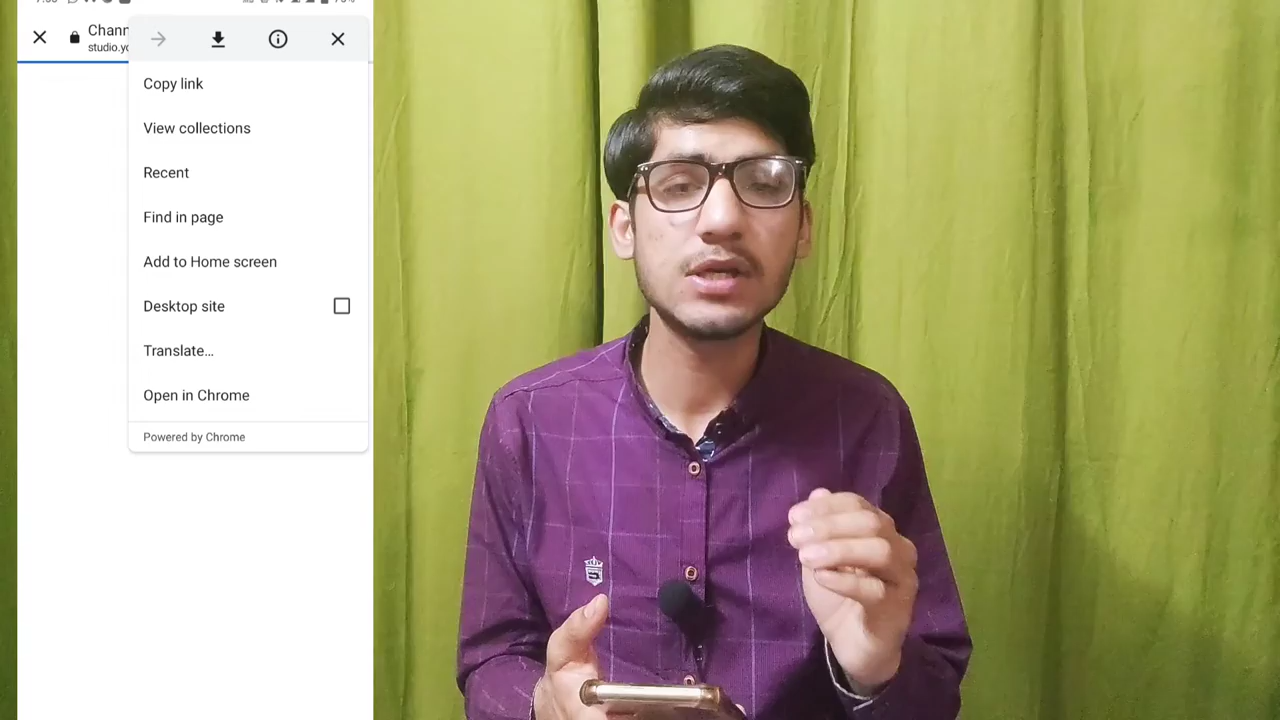 Chann
studio.yo
Copy link
View collections
Recent
Find in page
Add to Home screen
Desktop site
Translate…
Open in Chrome
Powered by Chrome